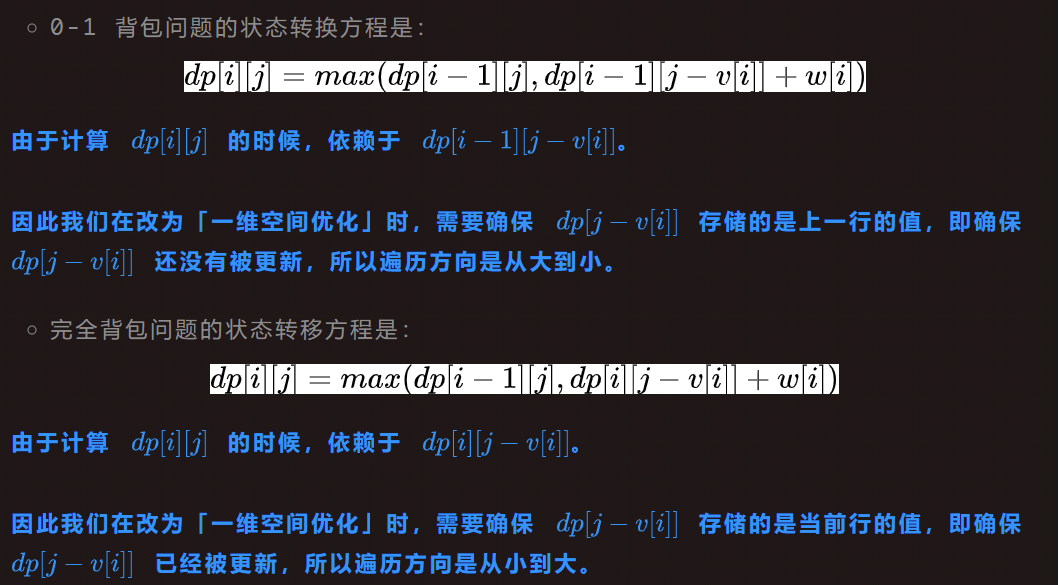 ○ 0-1 背包问题的状态转换方程是：
dp[i][j] = max(dp[i − 1][j], dp[i − 1][j − v[i]] + w[i])
由于计算 dp[i][j] 的时候，依赖于 dp[i − 1][j − v[i]]。
因此我们在改为「一维空间优化」时，需要确保 dp[j − v[i]] 存储的是上一行的值，即确保
dp[j − v[i]] 还没有被更新，所以遍历方向是从大到小。
○ 完全背包问题的状态转移方程是：
dp[i][j] = max(dp[i − 1][j], dp[i][j − v[i]] + w[i])
由于计算 dp[i][j] 的时候，依赖于 dp[i][j − v[i]]。
因此我们在改为「一维空间优化」时，需要确保 dp[j − v[i]] 存储的是当前行的值，即确保
dp[j − v[i]] 已经被更新，所以遍历方向是从小到大。